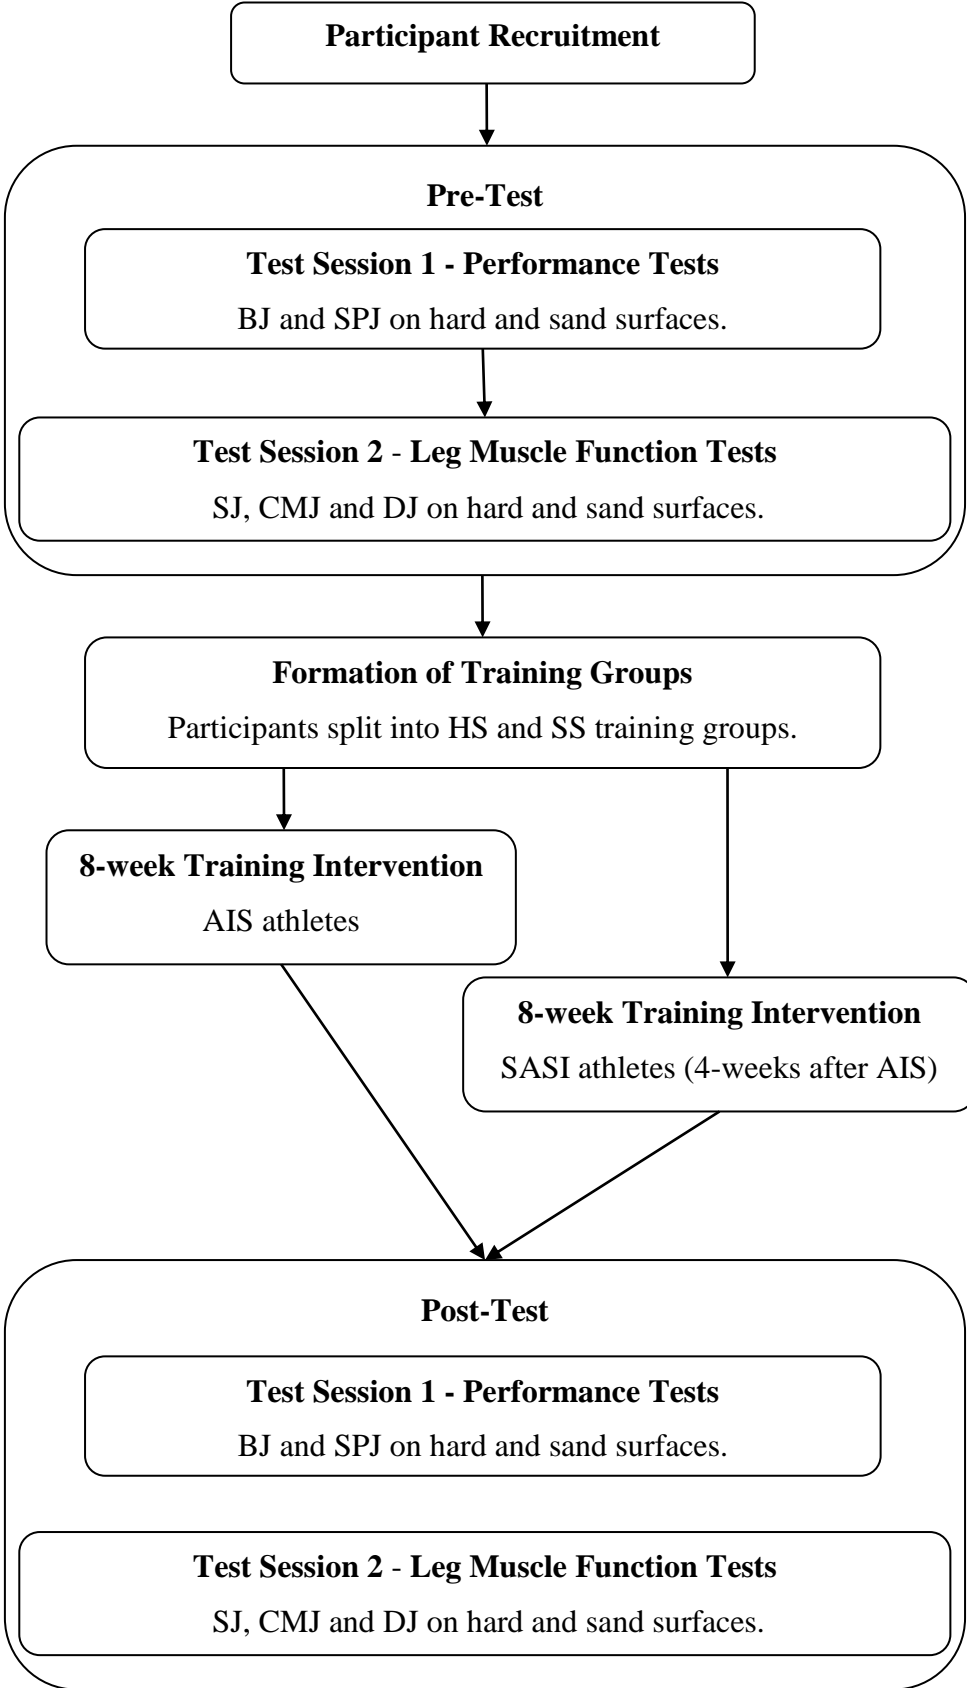 Participant Recruitment
Pre-Test
Test Session 1 - Performance Tests
BJ and SPJ on hard and sand surfaces.
Test Session 2 - Leg Muscle Function Tests
SJ, CMJ and DJ on hard and sand surfaces.
Formation of Training Groups
Participants split into HS and SS training groups.
8-week Training Intervention
AIS athletes
8-week Training Intervention
SASI athletes (4-weeks after AIS)
Post-Test
Test Session 1 - Performance Tests
BJ and SPJ on hard and sand surfaces.
Test Session 2 - Leg Muscle Function Tests
SJ, CMJ and DJ on hard and sand surfaces.